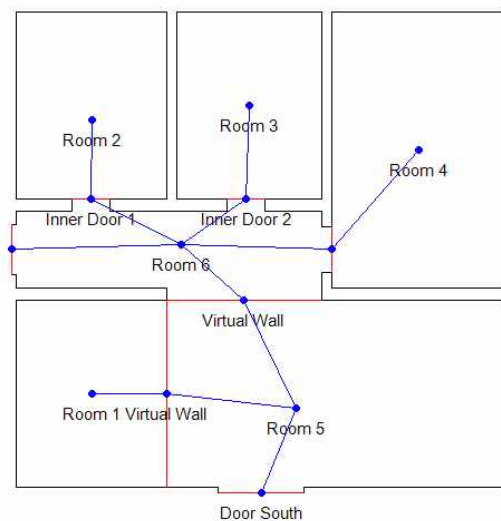 Room 2
Room 3
Room 4
Inner Door 1
Inner Door 2
Room 6
Virtual Wall
Room 1 Virtual Wall
Room 5
Door South